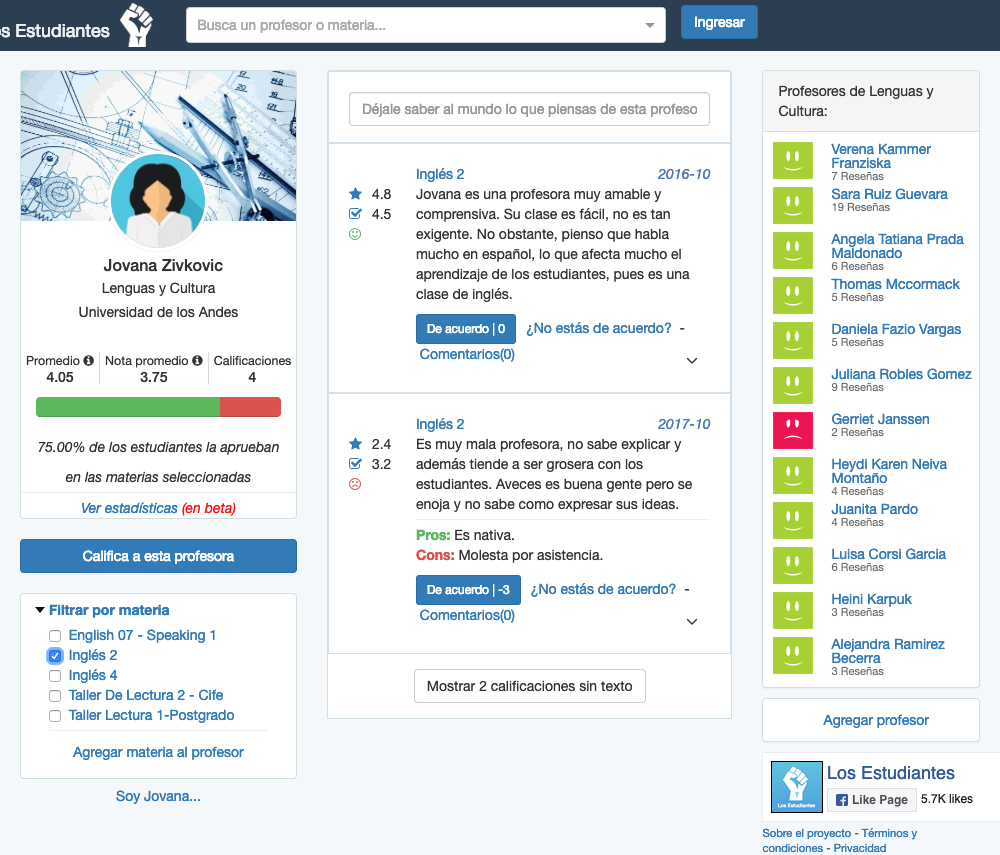 s Estudiantes
Busca un profesor o materia...
Ingresar
Jovana Zivkovic
Lenguas y Cultura
Universidad de los Andes
Promedio Nota promedio Calificaciones
4.05 3.75 4
75.00% de los estudiantes la aprueban
en las materias seleccionadas
Ver estadísticas (en beta)
Califica a esta profesora
Filtrar por materia
English 07 - Speaking 1
Inglés 2
Inglés 4
Taller De Lectura 2 - Cife
Taller Lectura 1-Postgrado
Agregar materia al profesor
Soy Jovana...
Déjale saber al mundo lo que piensas de esta profeso
Inglés 2 2016-10
4.8
4.5
Jovana es una profesora muy amable y
comprensiva. Su clase es fácil, no es tan
exigente. No obstante, pienso que habla
mucho en español, lo que afecta mucho el
aprendizaje de los estudiantes, pues es una
clase de inglés.
De acuerdo | 0 ¿No estás de acuerdo? -
Comentarios(0)
Inglés 2 2017-10
2.4
3.2
Es muy mala profesora, no sabe explicar y
además tiende a ser grosera con los
estudiantes. Aveces es buena gente pero se
enoja y no sabe como expresar sus ideas.
Pros: Es nativa.
Cons: Molesta por asistencia.
De acuerdo | -3 ¿No estás de acuerdo? -
Comentarios(0)
Mostrar 2 calificaciones sin texto
Profesores de Lenguas y
Cultura:
Verena Kammer
Franziska
7 Reseñas
Sara Ruiz Guevara
19 Reseñas
Angela Tatiana Prada
Maldonado
6 Reseñas
Thomas Mccormack
5 Reseñas
Daniela Fazio Vargas
5 Reseñas
Juliana Robles Gomez
9 Reseñas
Gerriet Janssen
2 Reseñas
Heydi Karen Neiva
Montaño
4 Reseñas
Juanita Pardo
4 Reseñas
Luisa Corsi Garcia
6 Reseñas
Heini Karpuk
3 Reseñas
Alejandra Ramirez
Becerra
3 Reseñas
Agregar profesor
Los Estudiantes
Los Estudiantes
Like Page 5.7K likes
Sobre el proyecto - Términos y
condiciones - Privacidad